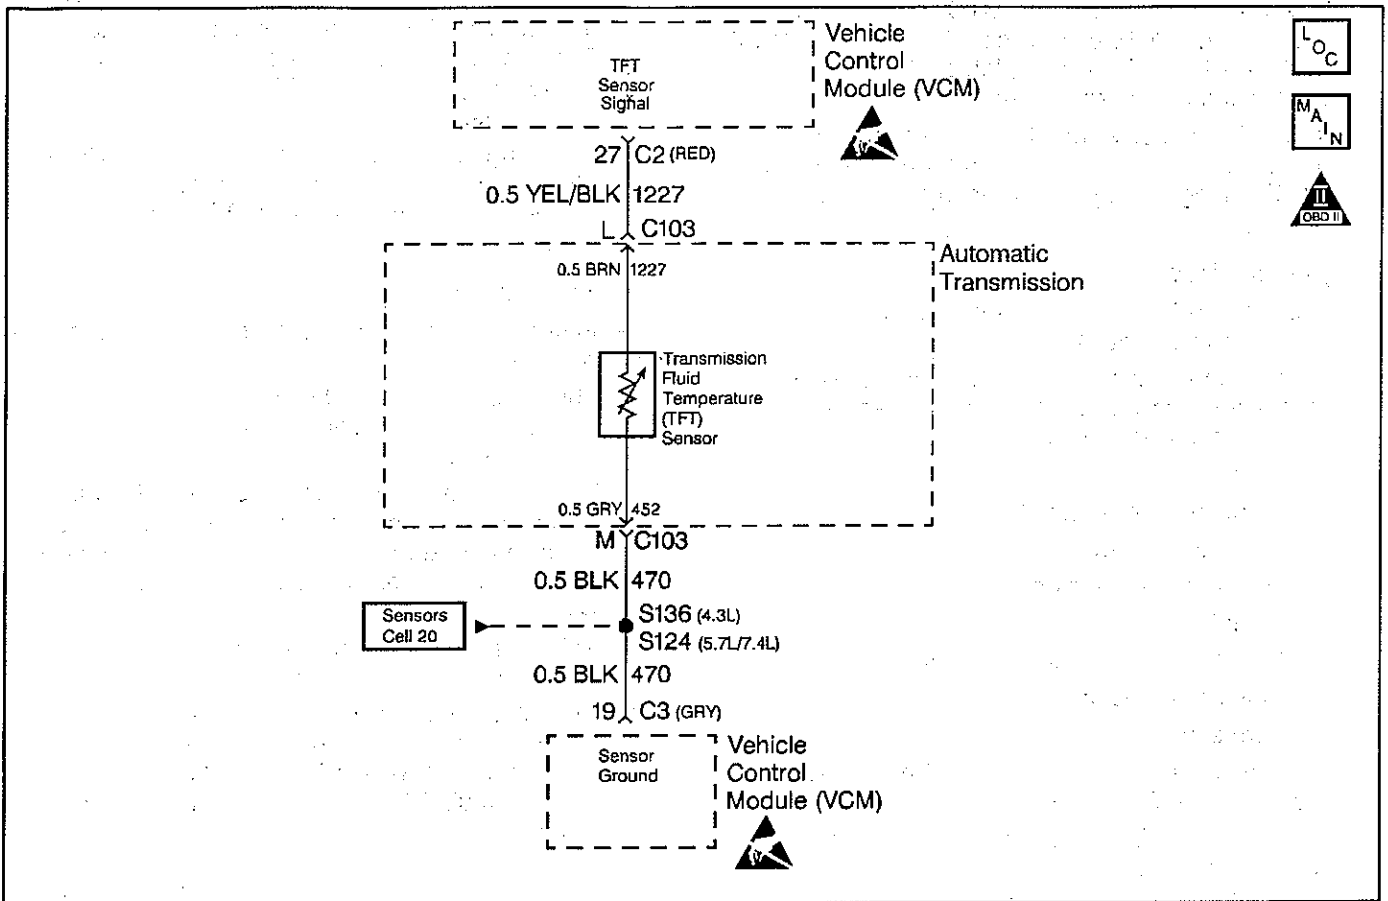 Vehicle
Control
Module (VCM)
TFT
Sensor
Signal
L
O
C
M
A
I
N
II
OBD II
27 C2 (RED)
0.5 YEL/BLK 1227
L C103
0.5 BRN 1227
Automatic
Transmission
Transmission
Fluid
Temperature
(TFT)
Sensor
0.5 GRY 452
M C103
0.5 BLK 470
Sensors
Cell 20
S136 (4.3L)
S124 (5.7L/7.4L)
0.5 BLK 470
19 C3 (GRY)
Sensor
Ground
Vehicle
Control
Module (VCM)